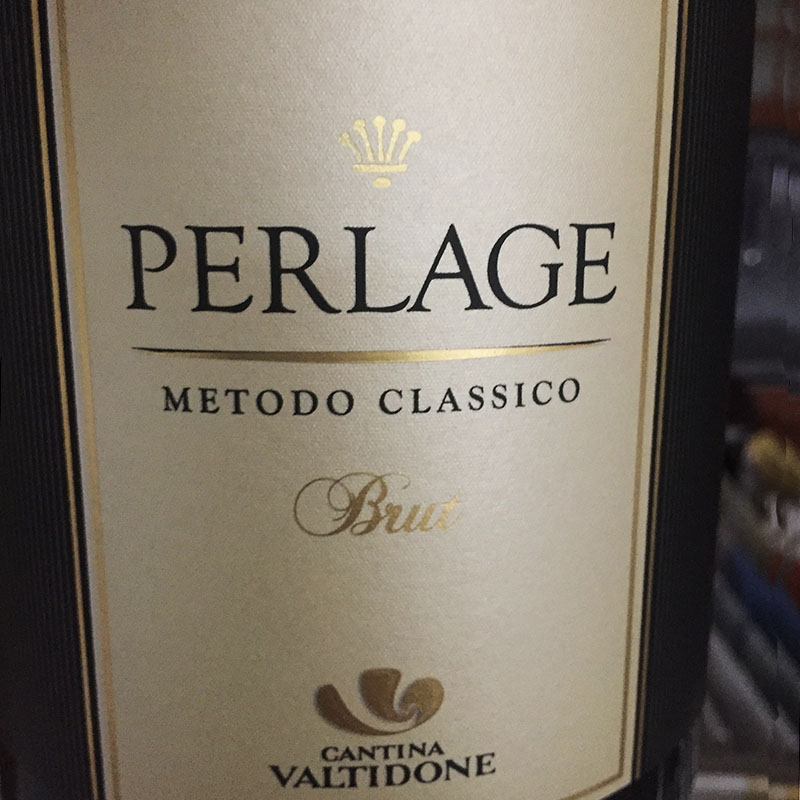 PERLAGE
METODO CLASSICO
Brut
CANTINA
VALTIDONE